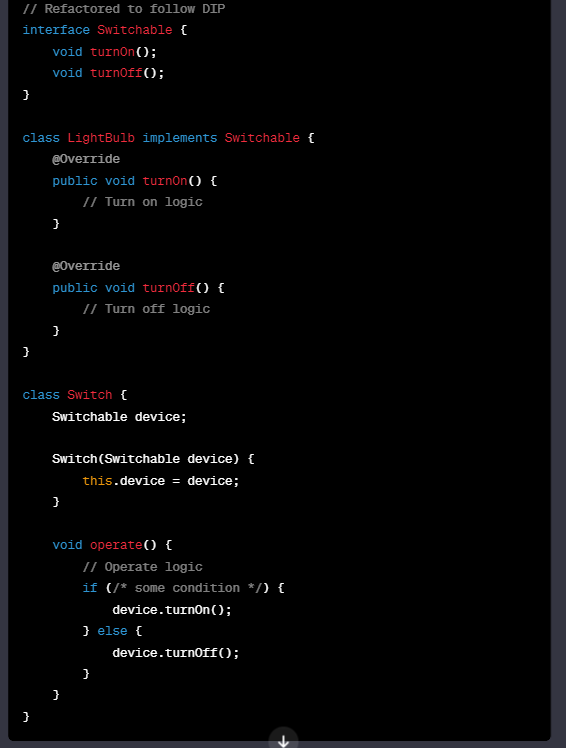 // Refactored to follow DIP
interface Switchable {
    void turnOn();
    void turnOff();
}

class LightBulb implements Switchable {
    @Override
    public void turnOn() {
        // Turn on logic
    }

    @Override
    public void turnOff() {
        // Turn off logic
    }
}

class Switch {
    Switchable device;

    Switch(Switchable device) {
        this.device = device;
    }

    void operate() {
        // Operate logic
        if (/* some condition */) {
            device.turnOn();
        } else {
            device.turnOff();
        }
    }
}